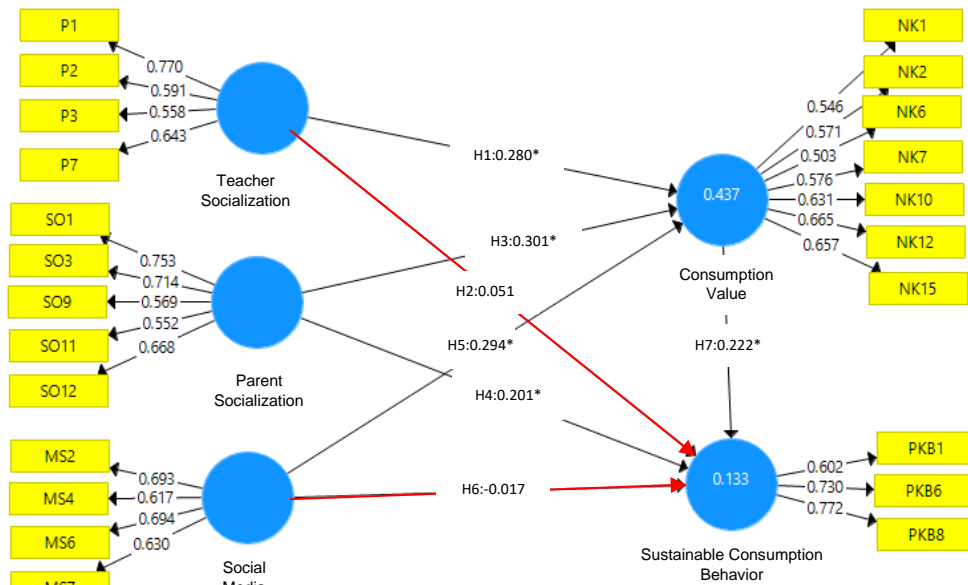 P1
P2
P3
P7
0.770
0.591
0.558
0.643
Teacher
Socialization
SO1
SO3
SO9
SO11
SO12
0.753
0.714
0.569
0.552
0.668
Parent
Socialization
MS2
MS4
MS6
0.693
0.617
0.694
0.630
Social
H1:0.280*
H3:0.301*
H2:0.051
H5:0.294*
H4:0.201*
H6:-0.017
H7:0.222*
0.437
Consumption
Value
0.546
0.571
0.503
0.576
0.631
0.665
0.657
NK1
NK2
NK6
NK7
NK10
NK12
NK15
0.133
Sustainable Consumption
Behavior
0.602
0.730
0.772
PKB1
PKB6
PKB8